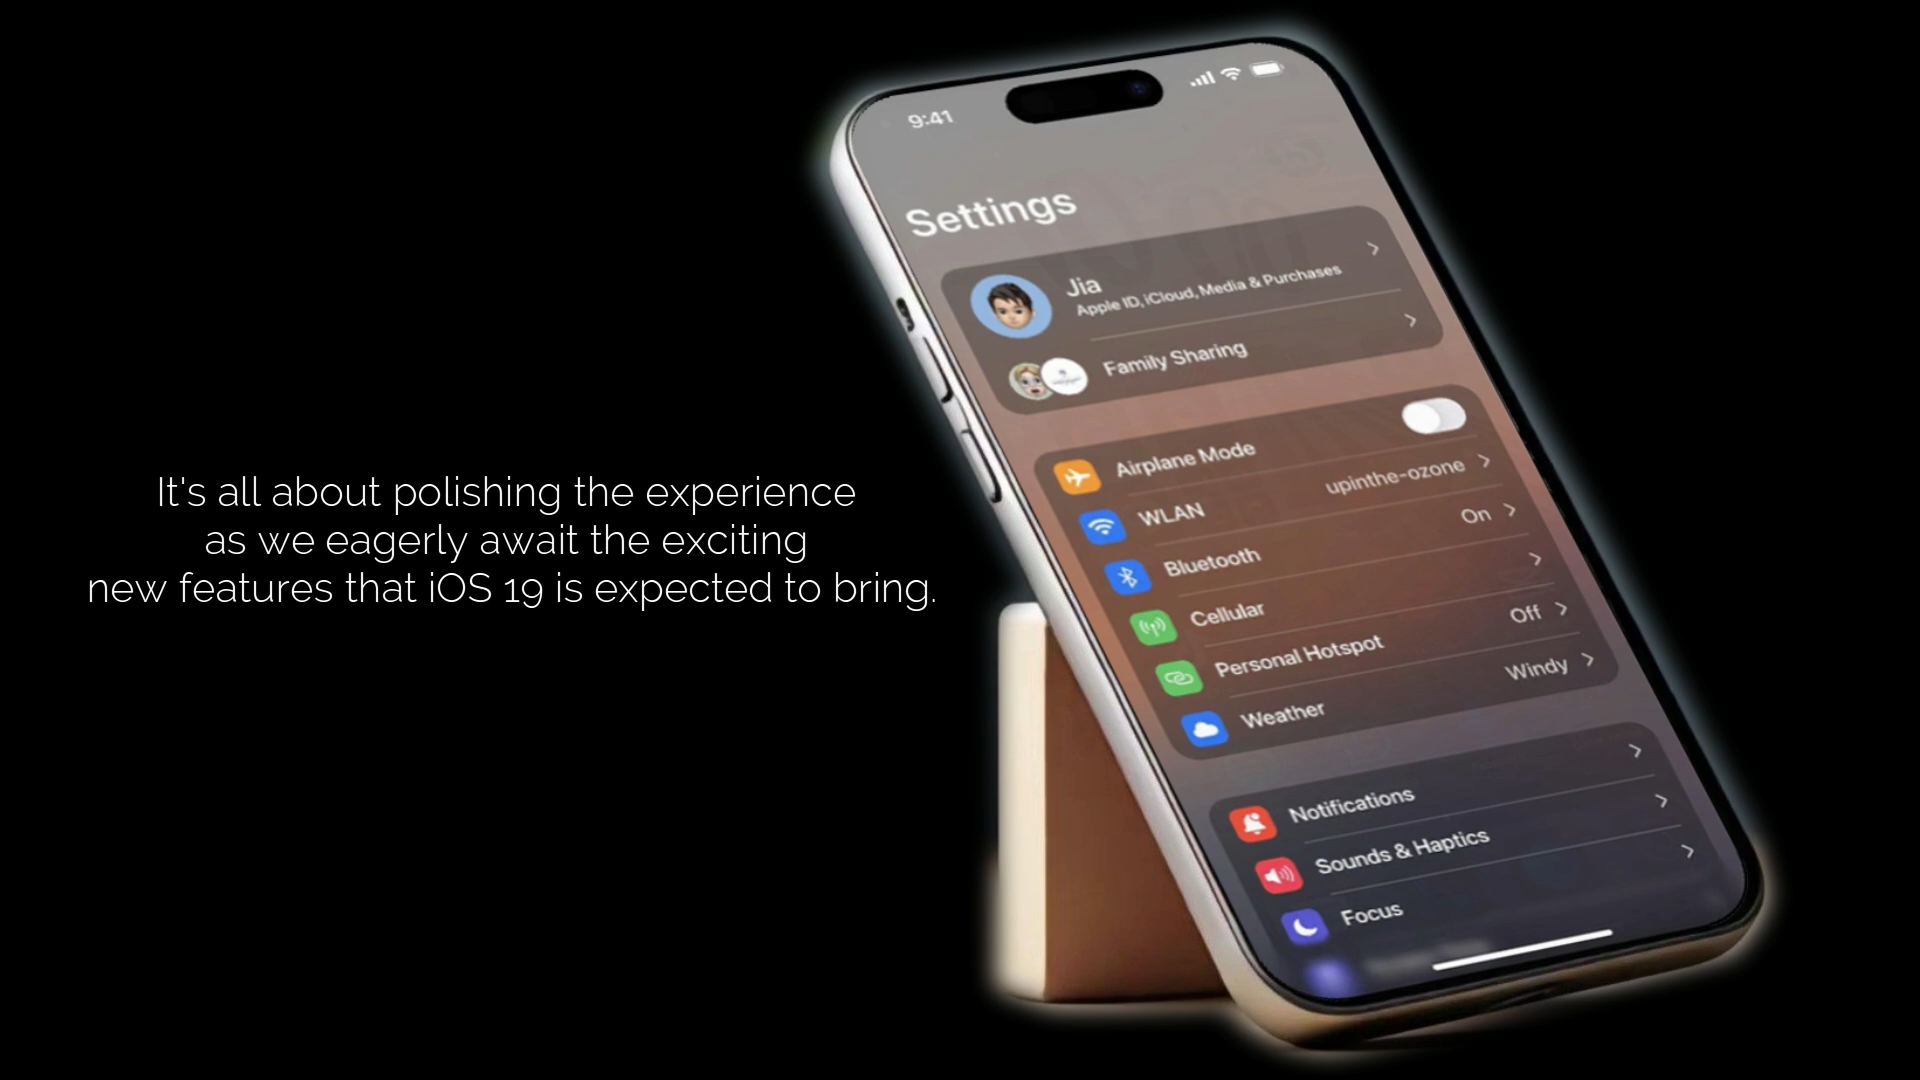 It's all about polishing the experience
as we eagerly await the exciting
new features that iOS 19 is expected to bring.
9:41
Settings
Jia
Apple ID, iCloud, Media & Purchases
Family Sharing
Airplane Mode
WLAN upinthe-ozone
Bluetooth On
Cellular
Personal Hotspot Off
Weather Windy
Notifications
Sounds & Haptics
Focus